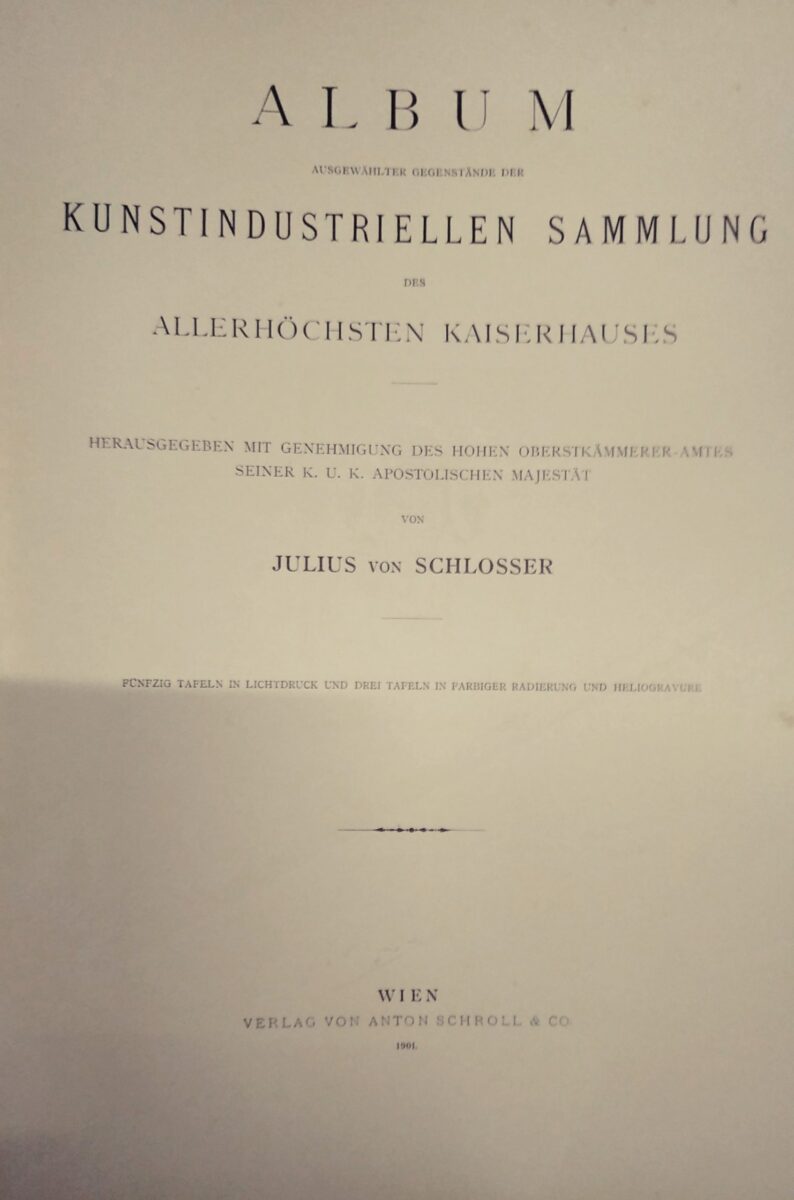 ALBUM
AUSGEWÄHLTER GEGENSTÄNDE DER
KUNSTINDUSTRIELLEN SAMMLUNG
DES
ALLERHÖCHSTEN KAISERHAUSES
HERAUSGEGEBEN MIT GENEHMIGUNG DES HOHEN OBERSTKÄMMERER-AMTES
SEINER K. U. K. APOSTOLISCHEN MAJESTÄT
VON
JULIUS VON SCHLOSSER
FÜNFZIG TAFELN IN LICHTDRUCK UND DREI TAFELN IN FARBIGER RADIERUNG UND HELIOGRAVURE
WIEN
VERLAG VON ANTON SCHROLL & CO.
1901.